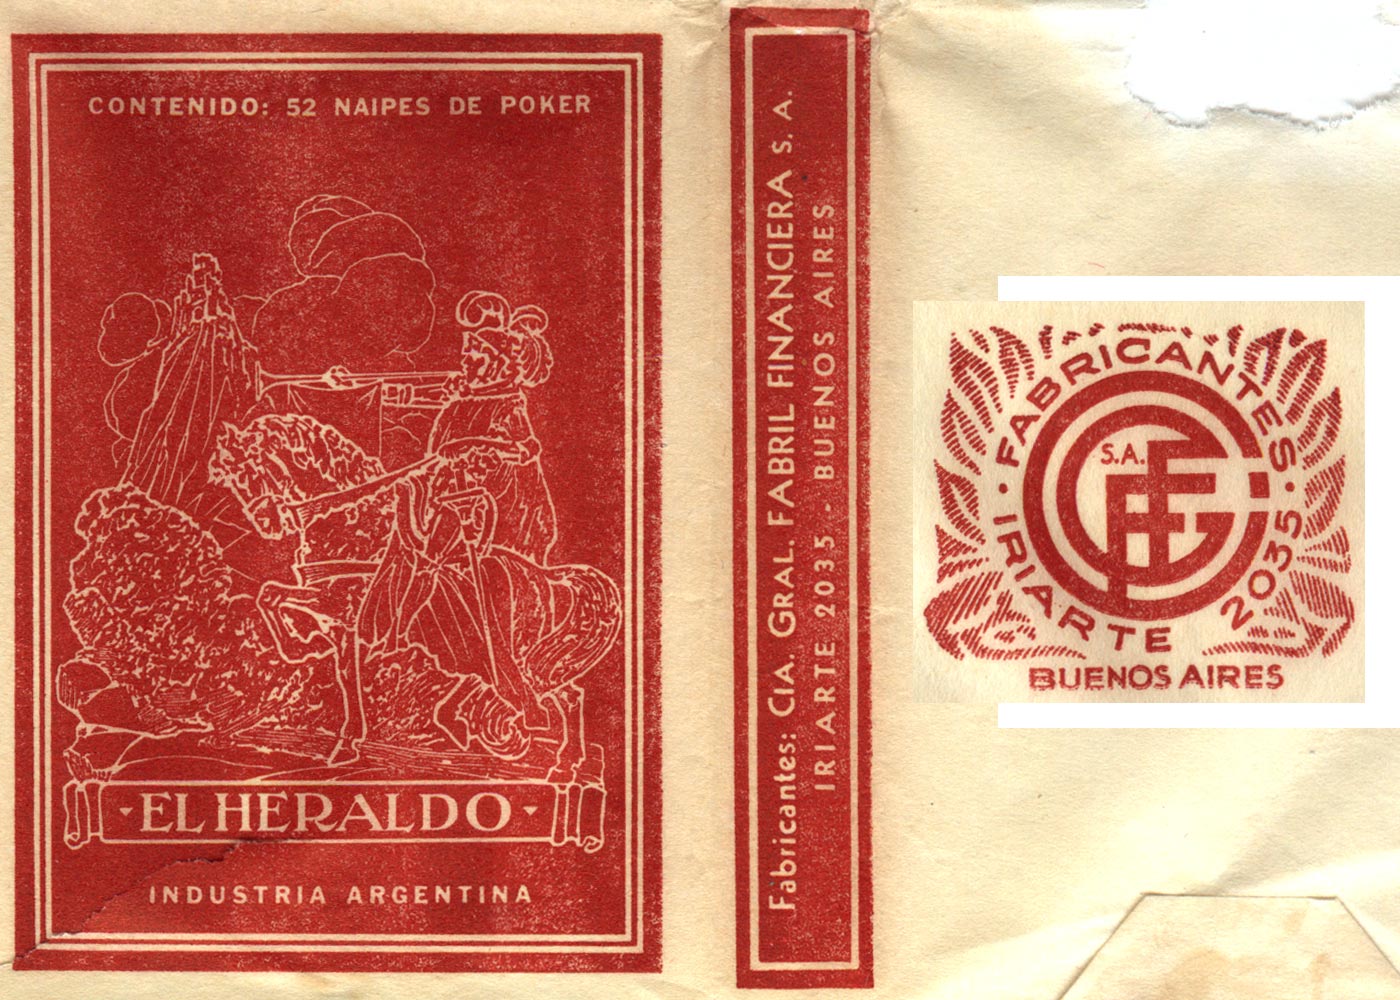 CONTENIDO: 52 NAIPES DE POKER
EL HERALDO
INDUSTRIA ARGENTINA
Fabricantes: CIA. GRAL. FABRIL FINANCIERA S. A.
IRIARTE 2035 - BUENOS AIRES
· FABRICANTES ·
S.A.
GFF
IRIARTE 2035
BUENOS AIRES